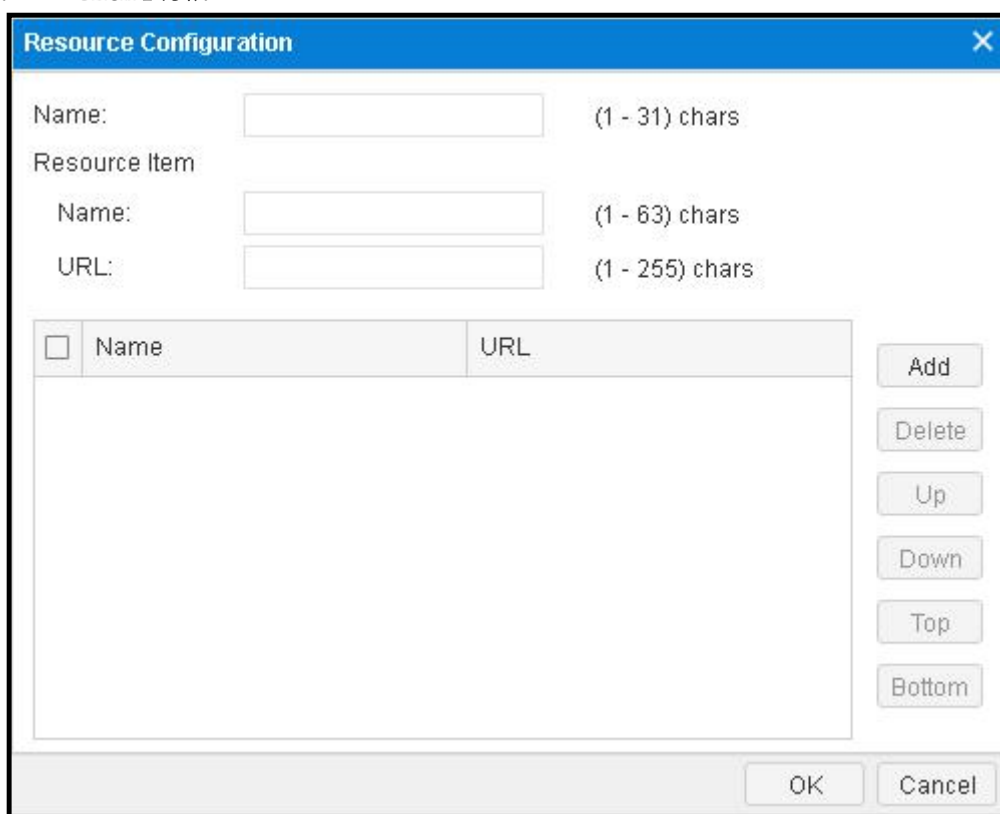 Resource Configuration
Name: (1 - 31) chars
Resource Item
Name: (1 - 63) chars
URL: (1 - 255) chars
Name URL
Add
Delete
Up
Down
Top
Bottom
OK Cancel